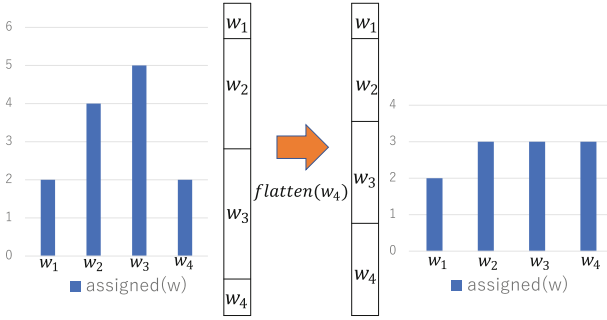 6
5
4
3
2
1
0
w₁ w₂ w₃ w₄
assigned(w)
w₁
w₂
w₃
w₄
flatten(w₄)
w₁
w₂
w₃
w₄
4
3
2
1
0
w₁ w₂ w₃ w₄
assigned(w)